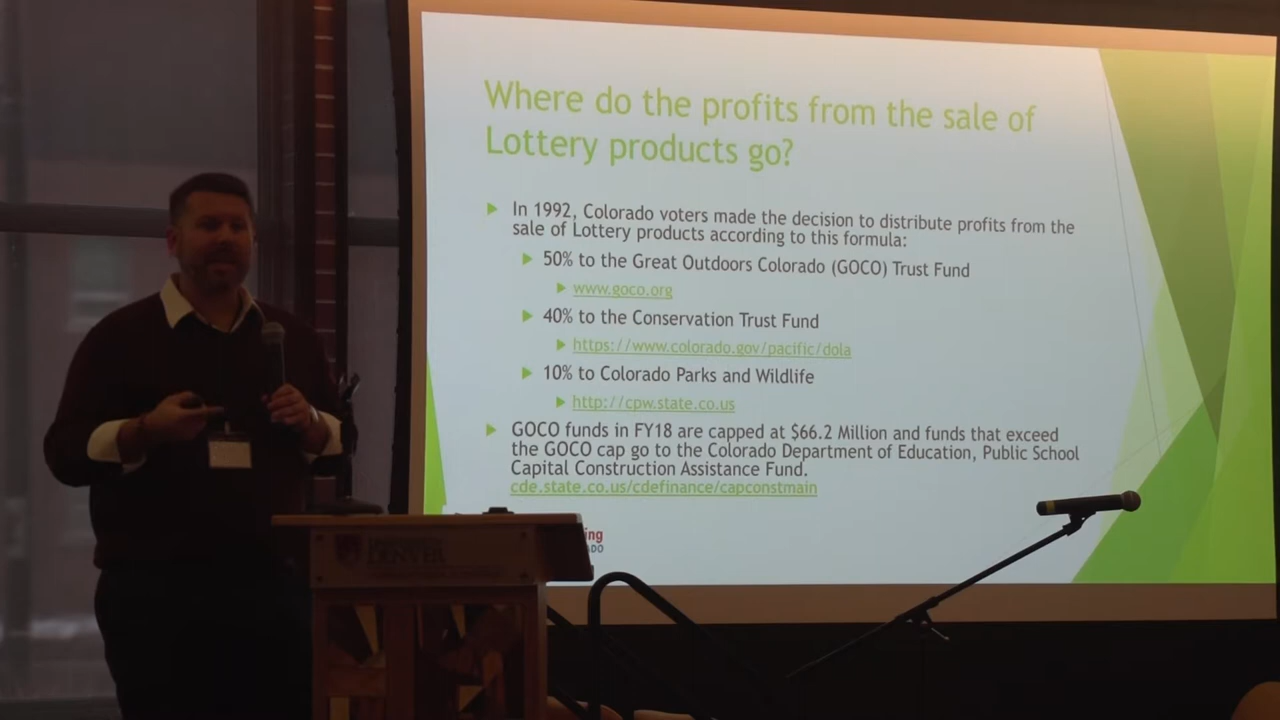 Where do the profits from the sale of
Lottery products go?
In 1992, Colorado voters made the decision to distribute profits from the
sale of Lottery products according to this formula:
50% to the Great Outdoors Colorado (GOCO) Trust Fund
www.goco.org
40% to the Conservation Trust Fund
https://www.colorado.gov/pacific/dola
10% to Colorado Parks and Wildlife
http://cpw.state.co.us
GOCO funds in FY18 are capped at $66.2 Million and funds that exceed
the GOCO cap go to the Colorado Department of Education, Public School
Capital Construction Assistance Fund.
cde.state.co.us/cdefinance/capconstmain
DENVER